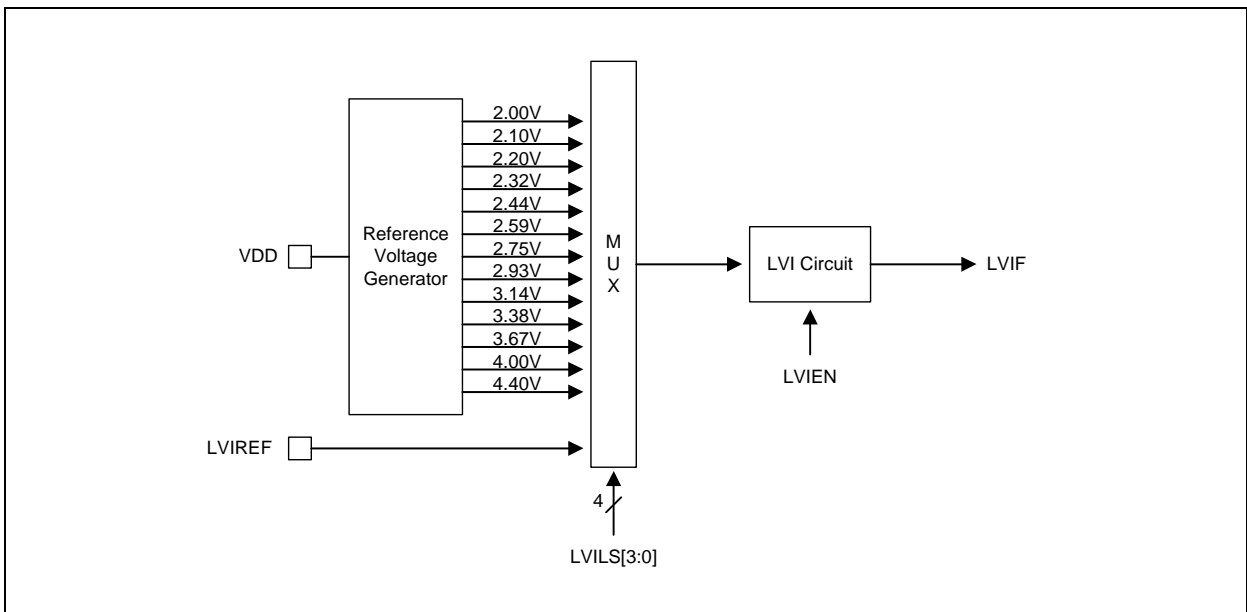 2.00V
2.10V
2.20V
2.32V
2.44V
2.59V
2.75V
2.93V
3.14V
3.38V
3.67V
4.00V
4.40V
VDD
Reference
Voltage
Generator
M
U
X
LVI Circuit
LVIF
LVIEN
LVIREF
4
LVILS[3:0]